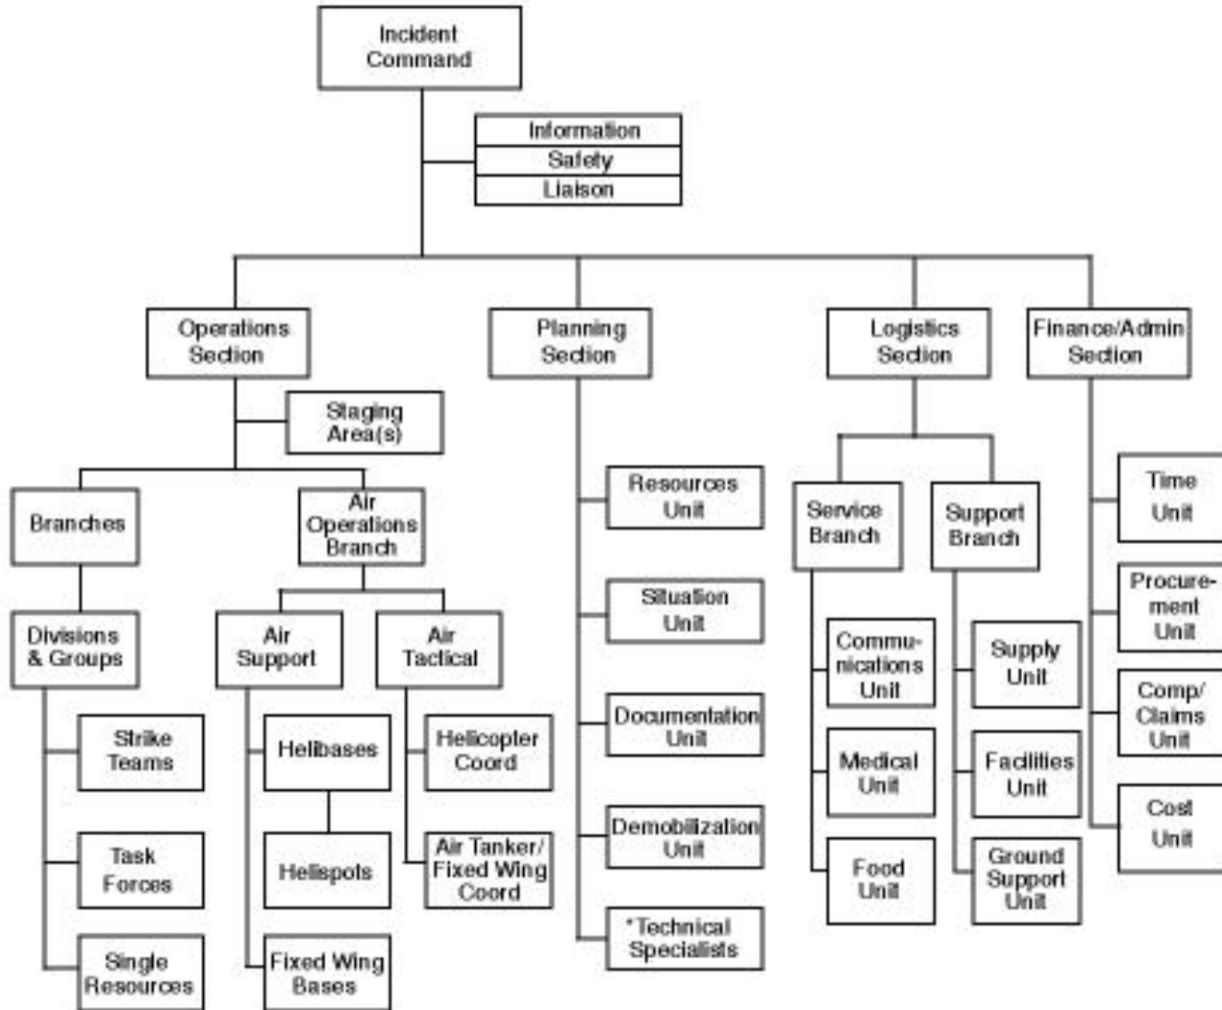 Incident
Command
Information
Safety
Liaison
Operations
Section
Planning
Section
Logistics
Section
Finance/Admin
Section
Staging
Area(s)
Branches
Air
Operations
Branch
Divisions
& Groups
Air
Support
Air
Tactical
Strike
Teams
Task
Forces
Single
Resources
Helibases
Helispots
Fixed Wing
Bases
Helicopter
Coord
Air Tanker/
Fixed Wing
Coord
Resources
Unit
Situation
Unit
Documentation
Unit
Demobilization
Unit
*Technical
Specialists
Service
Branch
Support
Branch
Commu-
nications
Unit
Medical
Unit
Food
Unit
Supply
Unit
Facilities
Unit
Ground
Support
Unit
Time
Unit
Procure-
ment
Unit
Comp/
Claims
Unit
Cost
Unit